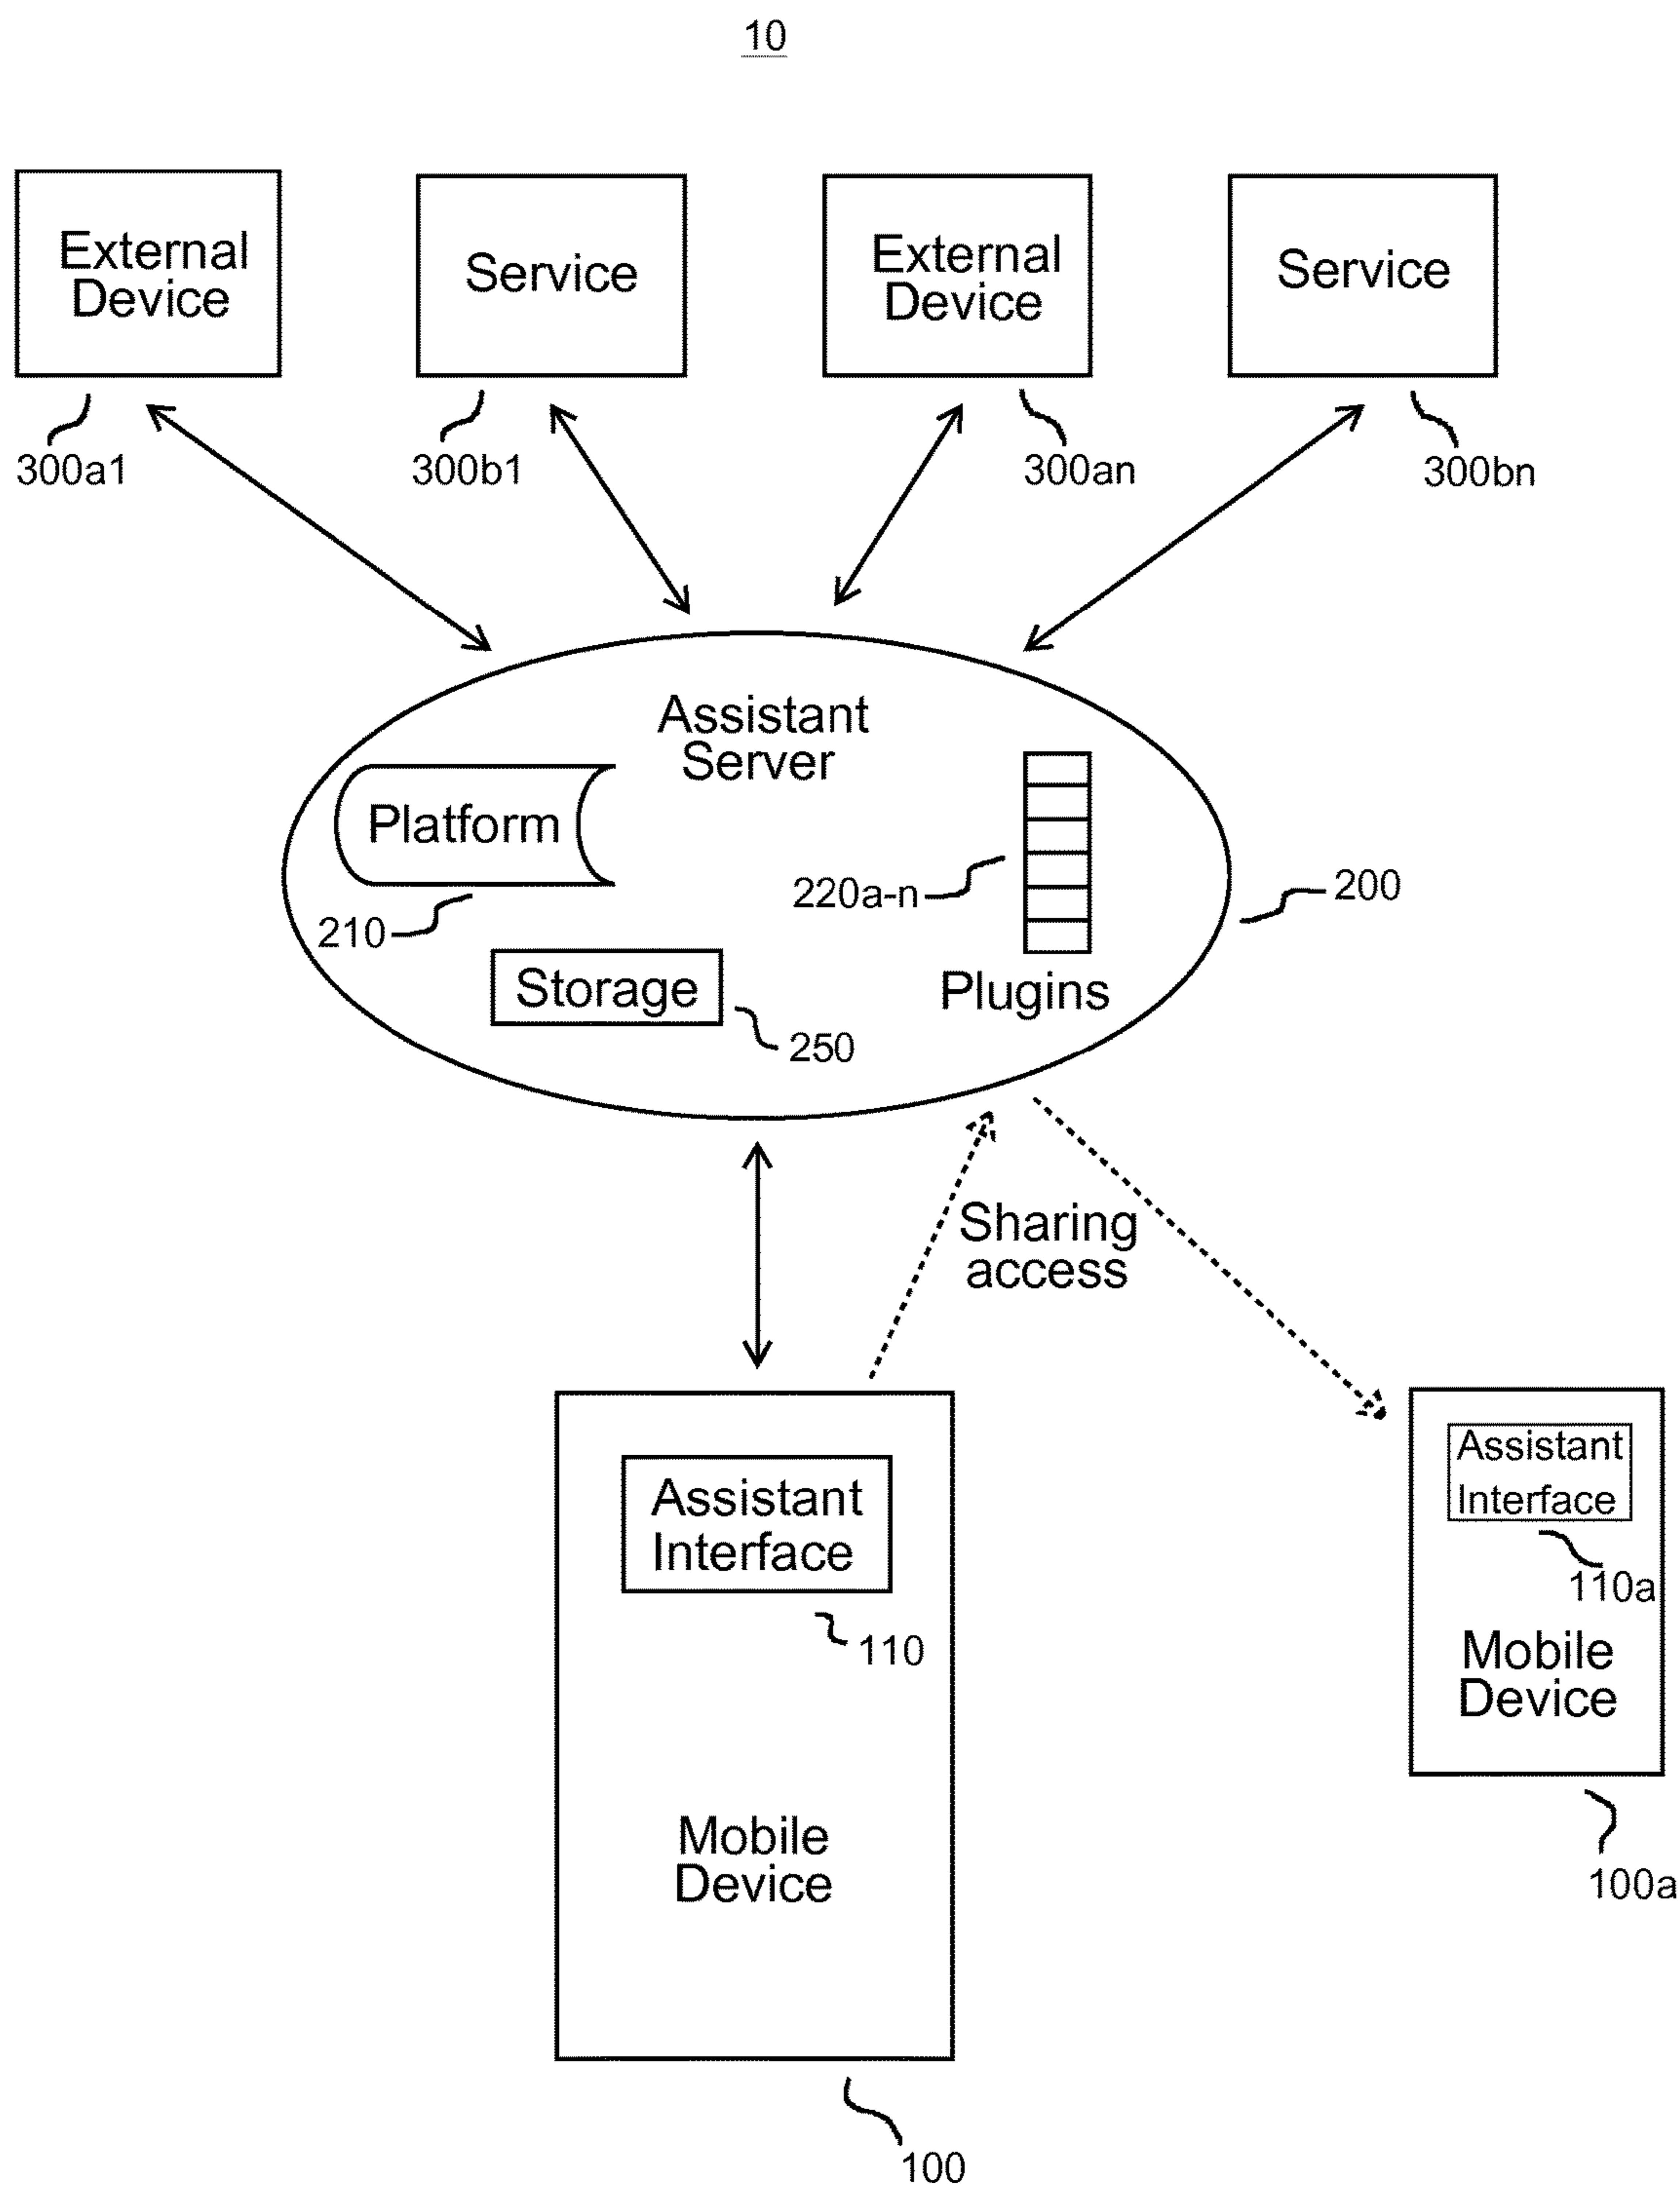 10
External
Device
Service
External
Device
Service
300a1
300b1
300an
300bn
Assistant
Server
Platform
220a-n
200
210
Storage
Plugins
250
Sharing
access
Assistant
Interface
110
Mobile
Device
100
Assistant
Interface
110a
Mobile
Device
100a